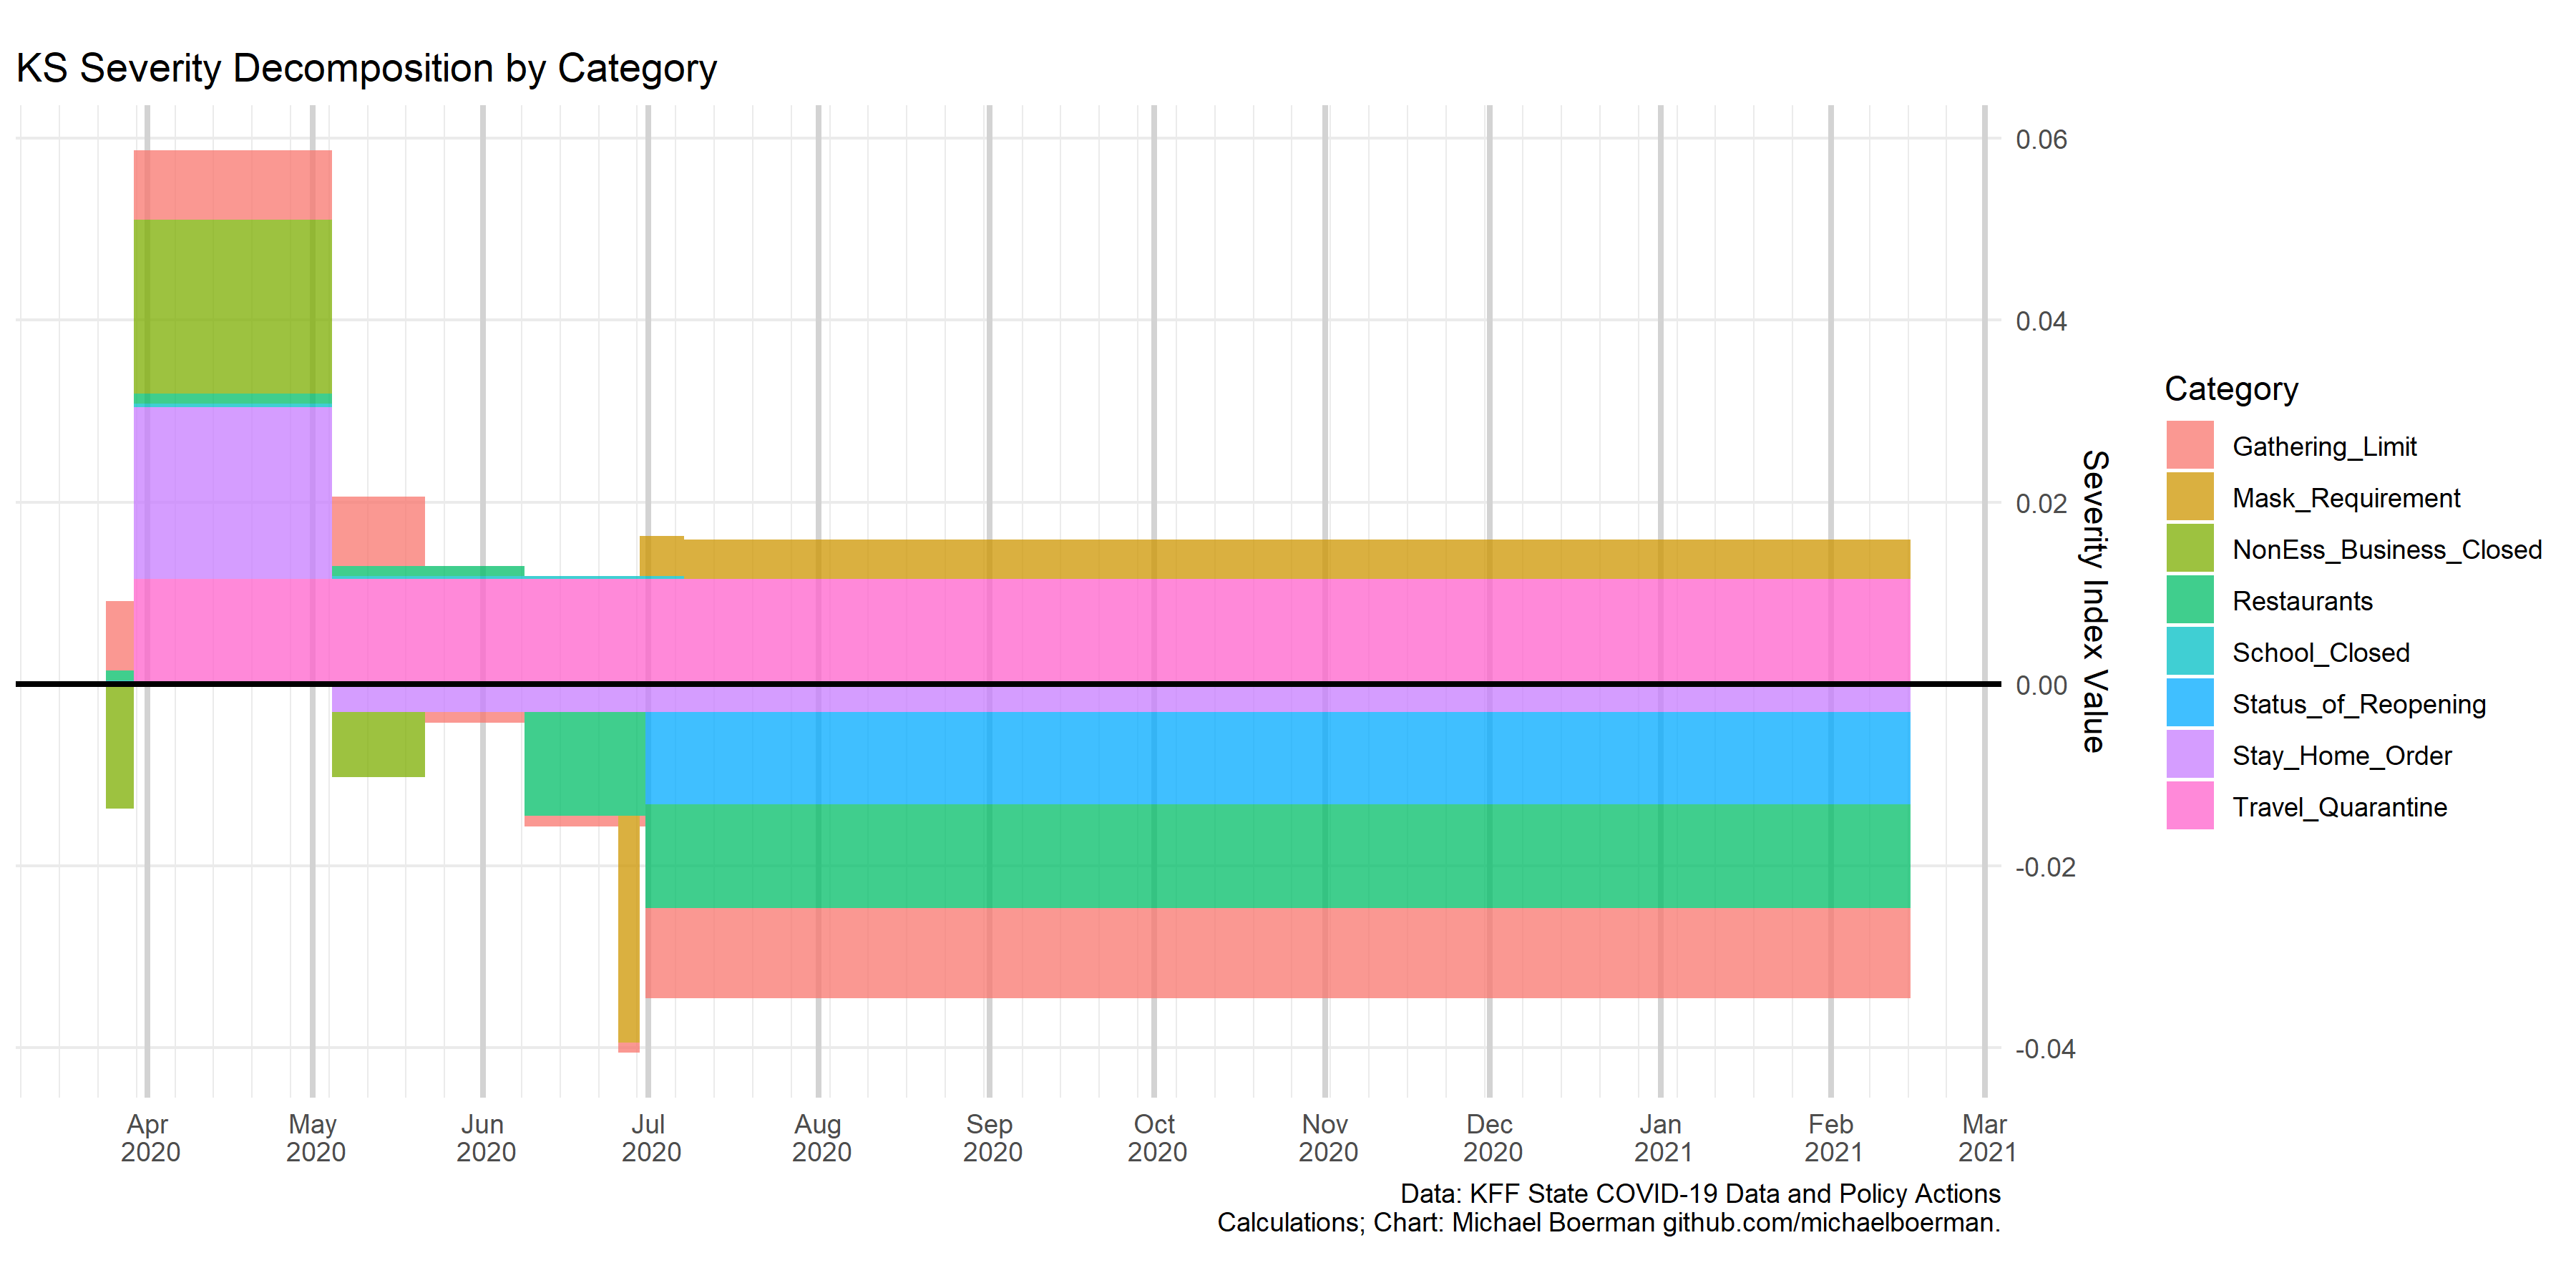 KS Severity Decomposition by Category
0.06
0.04
0.02
0.00
-0.02
-0.04
Severity Index Value
Apr
2020
May
2020
Jun
2020
Jul
2020
Aug
2020
Sep
2020
Oct
2020
Nov
2020
Dec
2020
Jan
2021
Feb
2021
Mar
2021
Category
Gathering_Limit
Mask_Requirement
NonEss_Business_Closed
Restaurants
School_Closed
Status_of_Reopening
Stay_Home_Order
Travel_Quarantine
Data: KFF State COVID-19 Data and Policy Actions
Calculations; Chart: Michael Boerman github.com/michaelboerman.